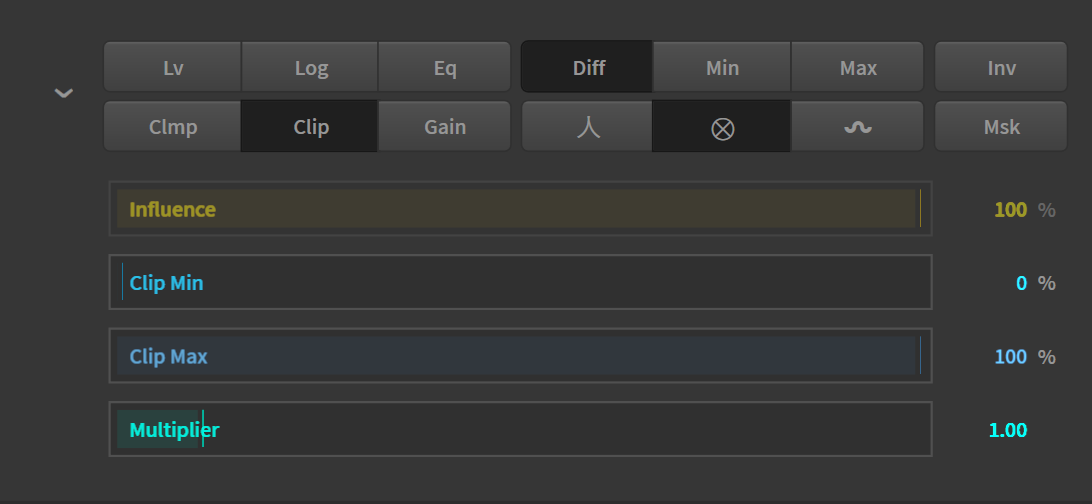 Lv Log Eq Diff Min Max Inv
Clmp Clip Gain 人 Msk
Influence 100 %
Clip Min 0 %
Clip Max 100 %
Multiplier 1.00